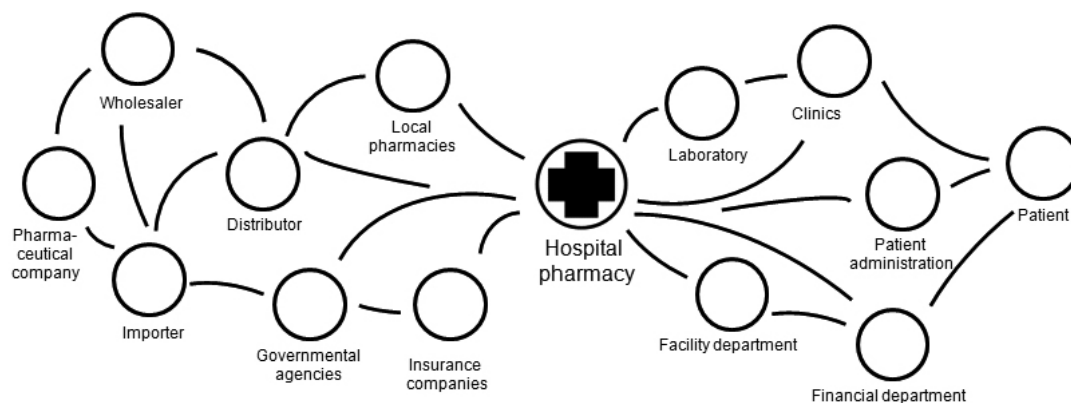 Wholesaler
Local
pharmacies
Clinics
Laboratory
Distributor
Pharma-
ceutical
company
Hospital
pharmacy
Patient
Patient
administration
Importer
Governmental
agencies
Insurance
companies
Facility department
Financial department